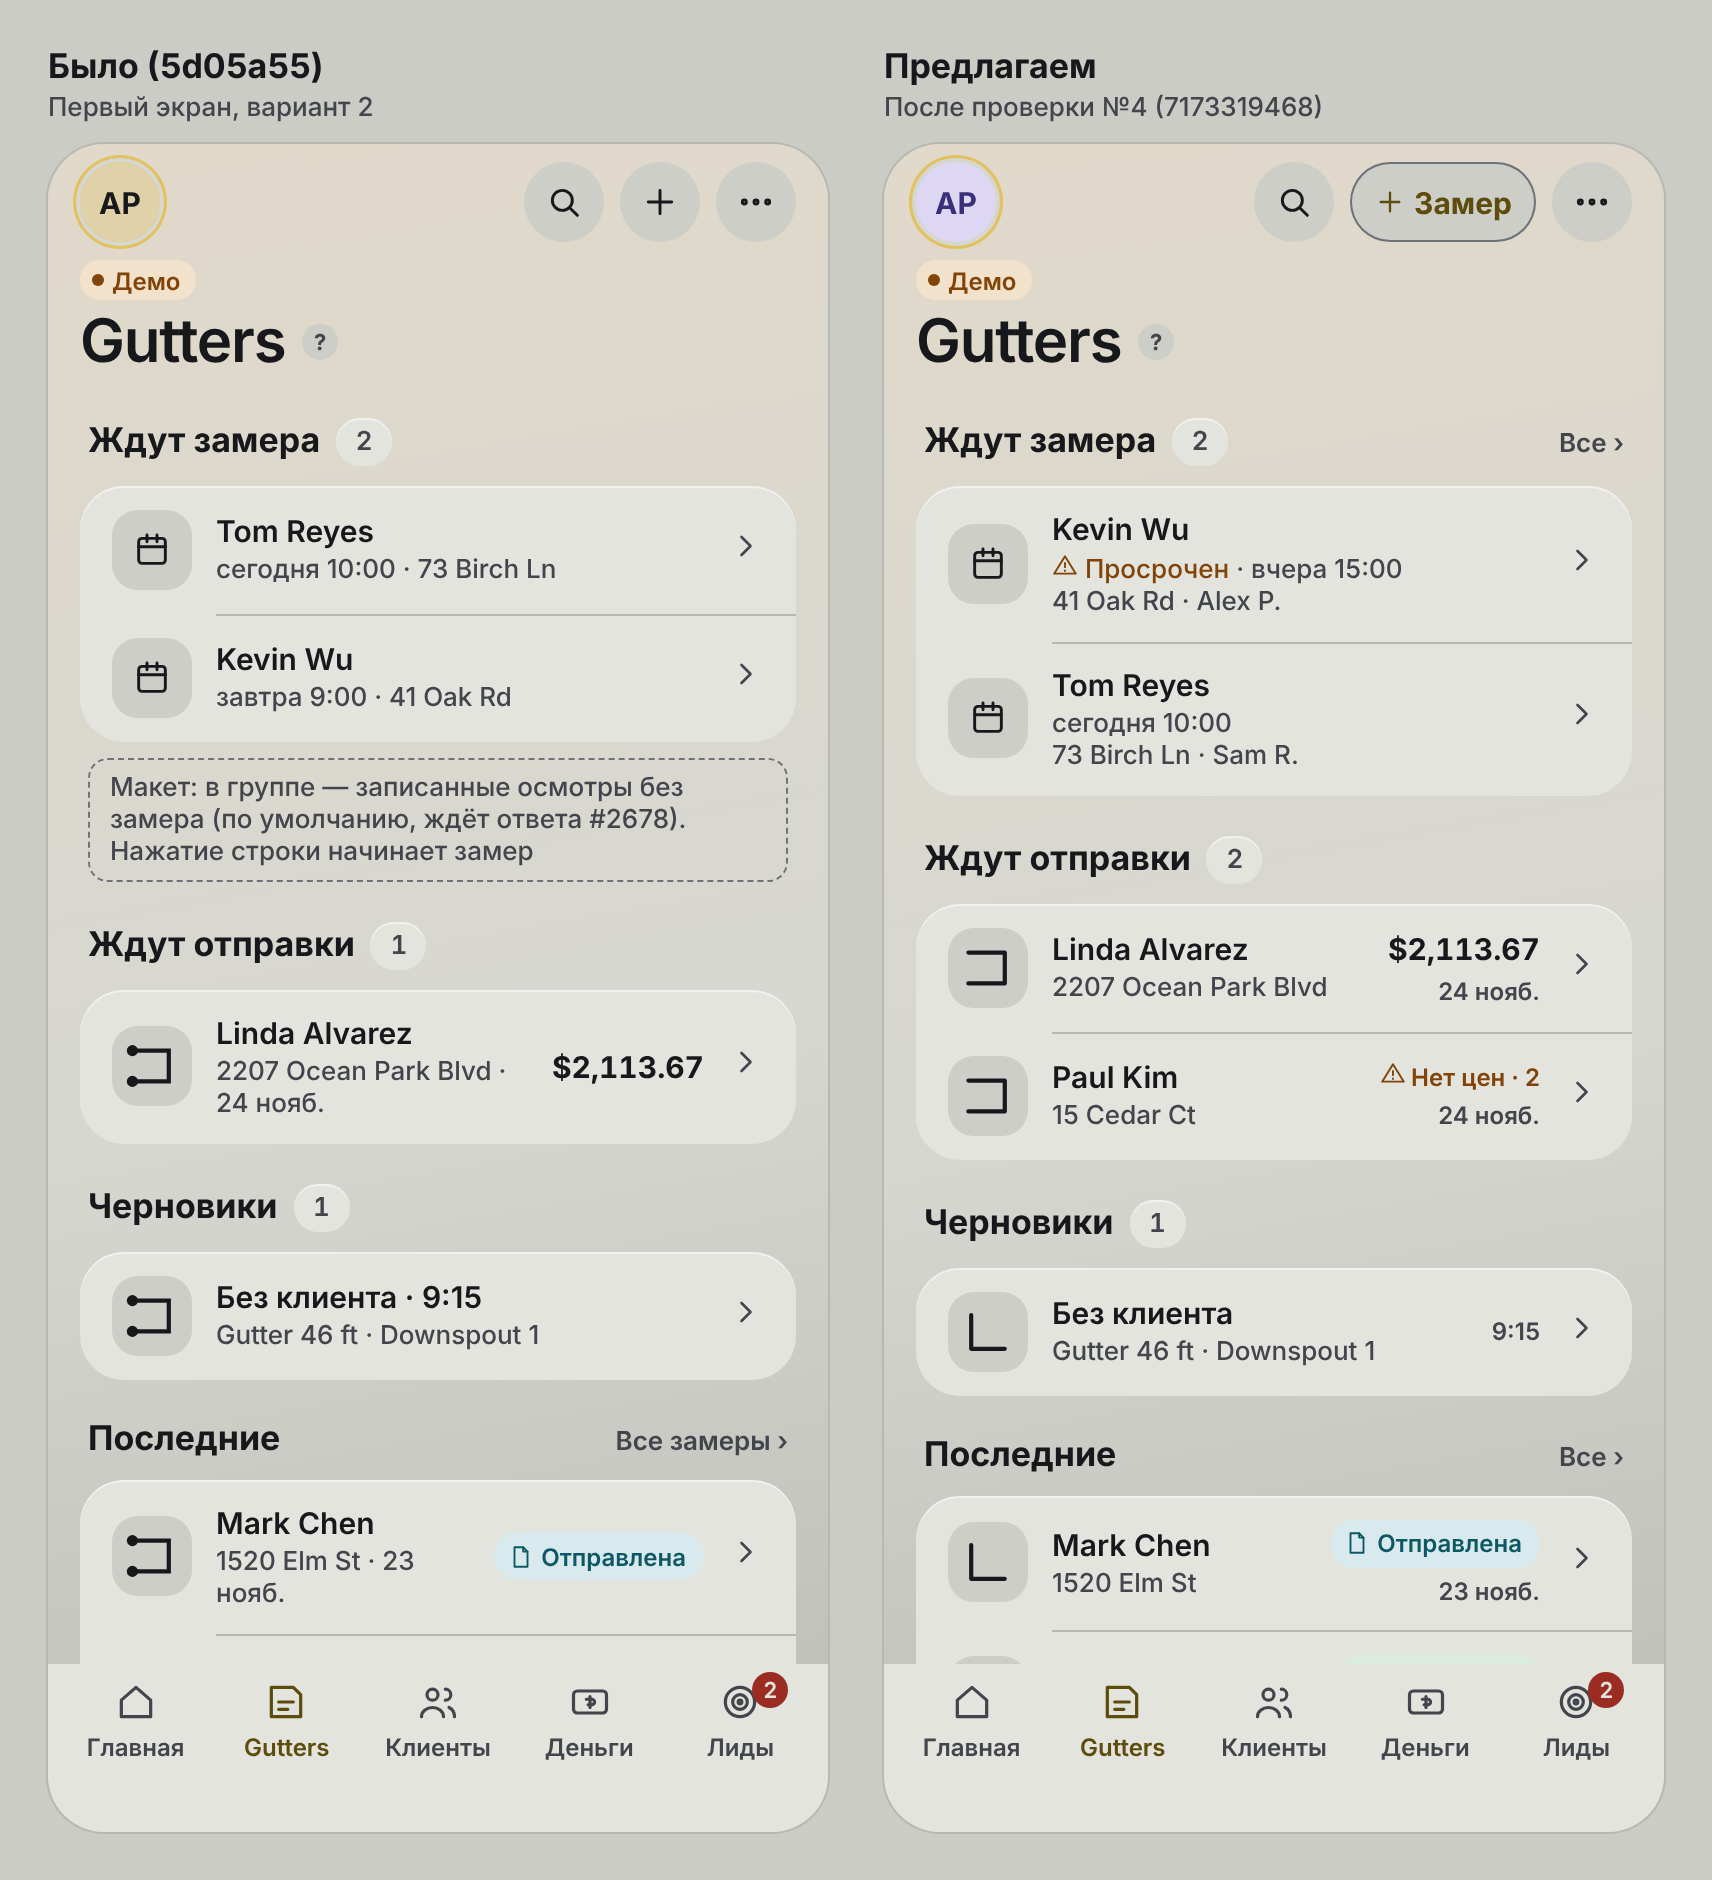 Было (5d05a55)
Первый экран, вариант 2
AP
Демо
Gutters ?
Ждут замера 2
Tom Reyes
сегодня 10:00 · 73 Birch Ln
Kevin Wu
завтра 9:00 · 41 Oak Rd
Макет: в группе — записанные осмотры без
замера (по умолчанию, ждёт ответа #2678).
Нажатие строки начинает замер
Ждут отправки 1
Linda Alvarez
2207 Ocean Park Blvd ·
24 нояб.
$2,113.67
Черновики 1
Без клиента · 9:15
Gutter 46 ft · Downspout 1
Последние Все замеры ›
Mark Chen
1520 Elm St · 23
нояб.
Отправлена
2
Главная Gutters Клиенты Деньги Лиды
Предлагаем
После проверки №4 (7173319468)
AP
+ Замер
Демо
Gutters ?
Ждут замера 2 Все ›
Kevin Wu
Просрочен · вчера 15:00
41 Oak Rd · Alex P.
Tom Reyes
сегодня 10:00
73 Birch Ln · Sam R.
Ждут отправки 2
Linda Alvarez $2,113.67
2207 Ocean Park Blvd 24 нояб.
Paul Kim Нет цен · 2
15 Cedar Ct 24 нояб.
Черновики 1
Без клиента
Gutter 46 ft · Downspout 1
9:15
Последние Все ›
Mark Chen Отправлена
1520 Elm St 23 нояб.
2
Главная Gutters Клиенты Деньги Лиды